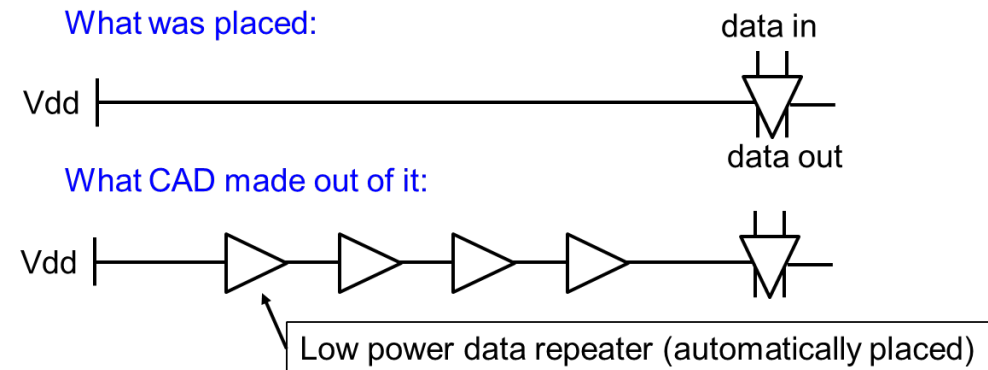 What was placed:
data in
Vdd
data out
What CAD made out of it:
Vdd
Low power data repeater (automatically placed)